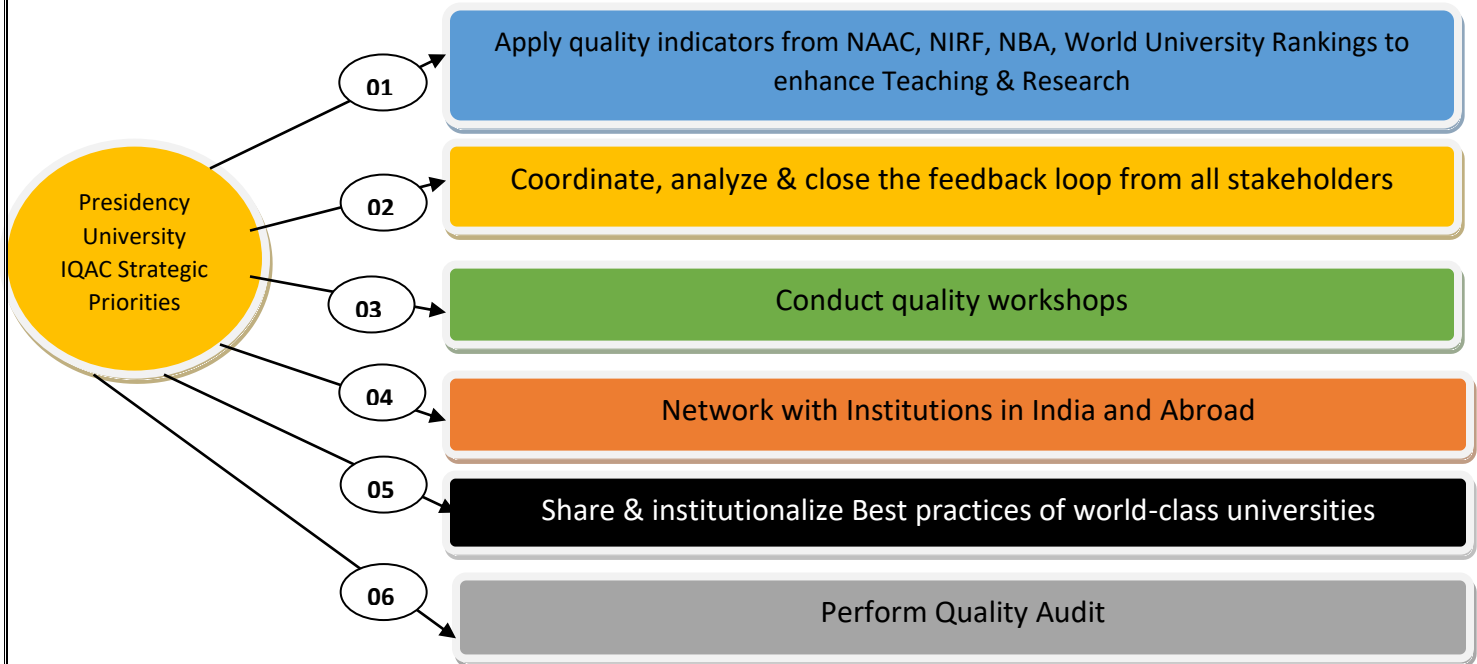 Presidency
University
IQAC Strategic
Priorities
01
Apply quality indicators from NAAC, NIRF, NBA, World University Rankings to
enhance Teaching & Research
02
Coordinate, analyze & close the feedback loop from all stakeholders
03
Conduct quality workshops
04
Network with Institutions in India and Abroad
05
Share & institutionalize Best practices of world-class universities
06
Perform Quality Audit